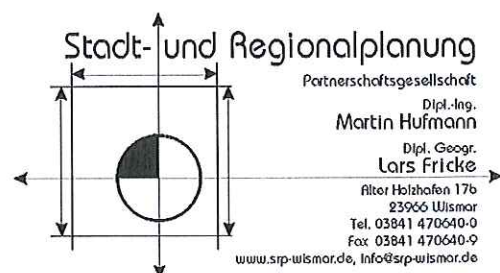 Stadt- und Regionalplanung
Partnerschaftsgesellschaft
Dipl.-Ing.
Martin Hufmann
Dipl. Geogr.
Lars Fricke
Alter Holzhafen 17b
23966 Wismar
Tel. 03841 470640-0
Fax 03841 470640-9
www.srp-wismar.de, info@srp-wismar.de